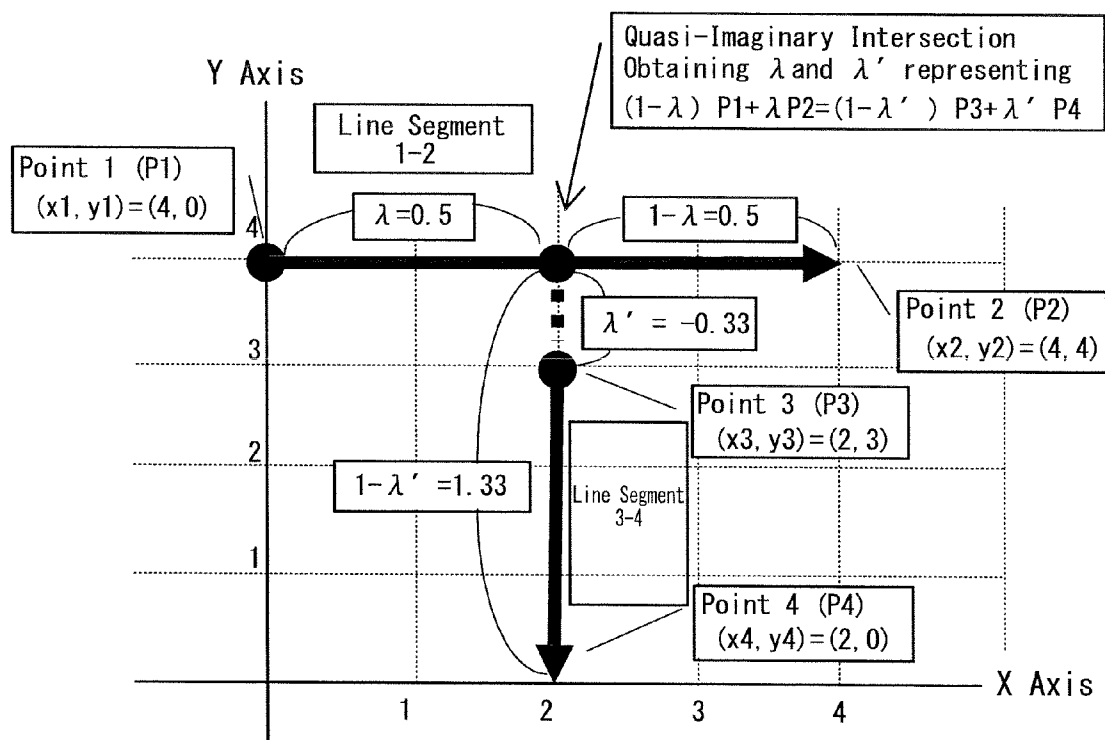 Quasi-Imaginary Intersection
Obtaining λ and λ′ representing
(1-λ) P1+λP2=(1-λ′) P3+λ′ P4
Y Axis
Line Segment
1-2
Point 1 (P1)
(x1, y1)=(4, 0)
λ=0.5
1-λ=0.5
4
Point 2 (P2)
(x2, y2)=(4, 4)
λ′ = -0.33
3
Point 3 (P3)
(x3, y3)=(2, 3)
2
1-λ′ =1.33
Line Segment
3-4
1
Point 4 (P4)
(x4, y4)=(2, 0)
X Axis
1
2
3
4